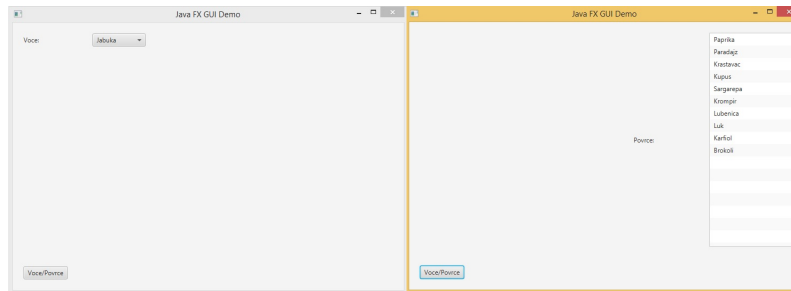 Java FX GUI Demo
Voce:
Jabuka
Voce/Povrce
Java FX GUI Demo
Povrce:
Paprika
Paradajz
Krastavac
Kupus
Sargarepa
Krompir
Lubenica
Luk
Karfiol
Brokoli
Voce/Povrce